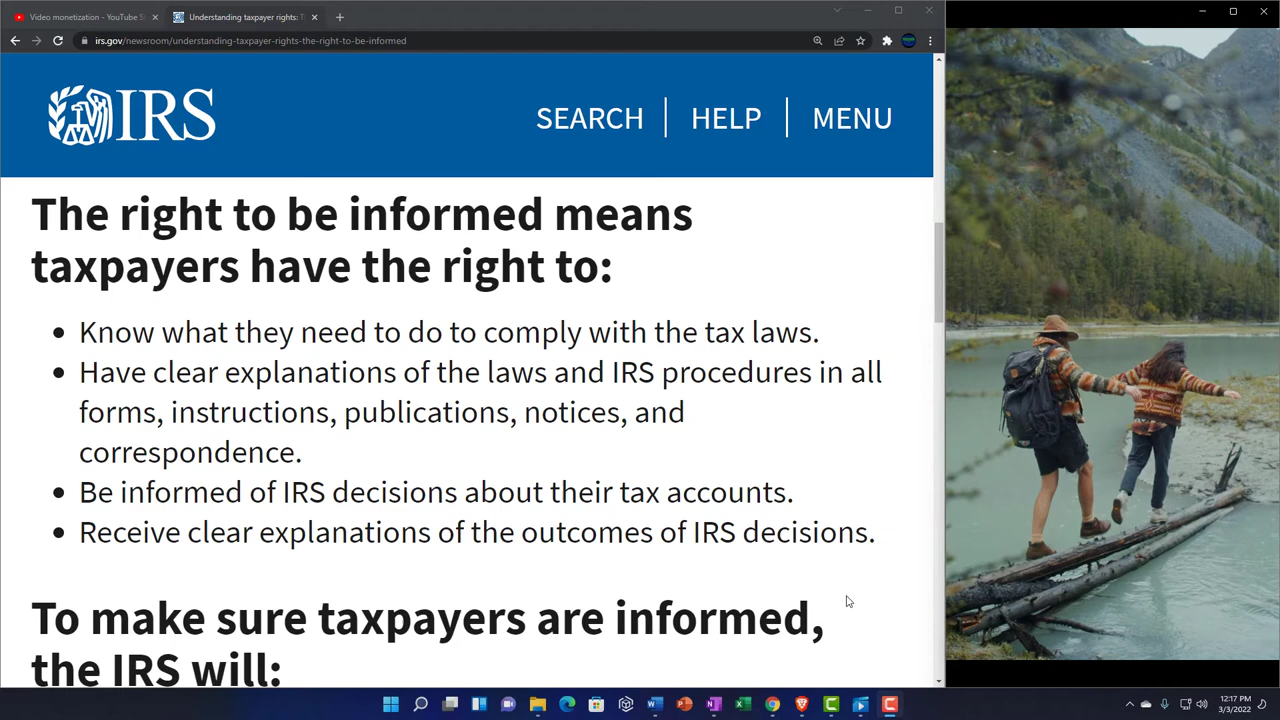 Video monetization - YouTube S
Understanding taxpayer rights: T
irs.gov/newsroom/understanding-taxpayer-rights-the-right-to-be-informed
IRS
SEARCH
HELP
MENU
The right to be informed means
taxpayers have the right to:
Know what they need to do to comply with the tax laws.
Have clear explanations of the laws and IRS procedures in all
forms, instructions, publications, notices, and
correspondence.
Be informed of IRS decisions about their tax accounts.
Receive clear explanations of the outcomes of IRS decisions.
To make sure taxpayers are informed,
the IRS will:
12:17 PM
3/3/2022